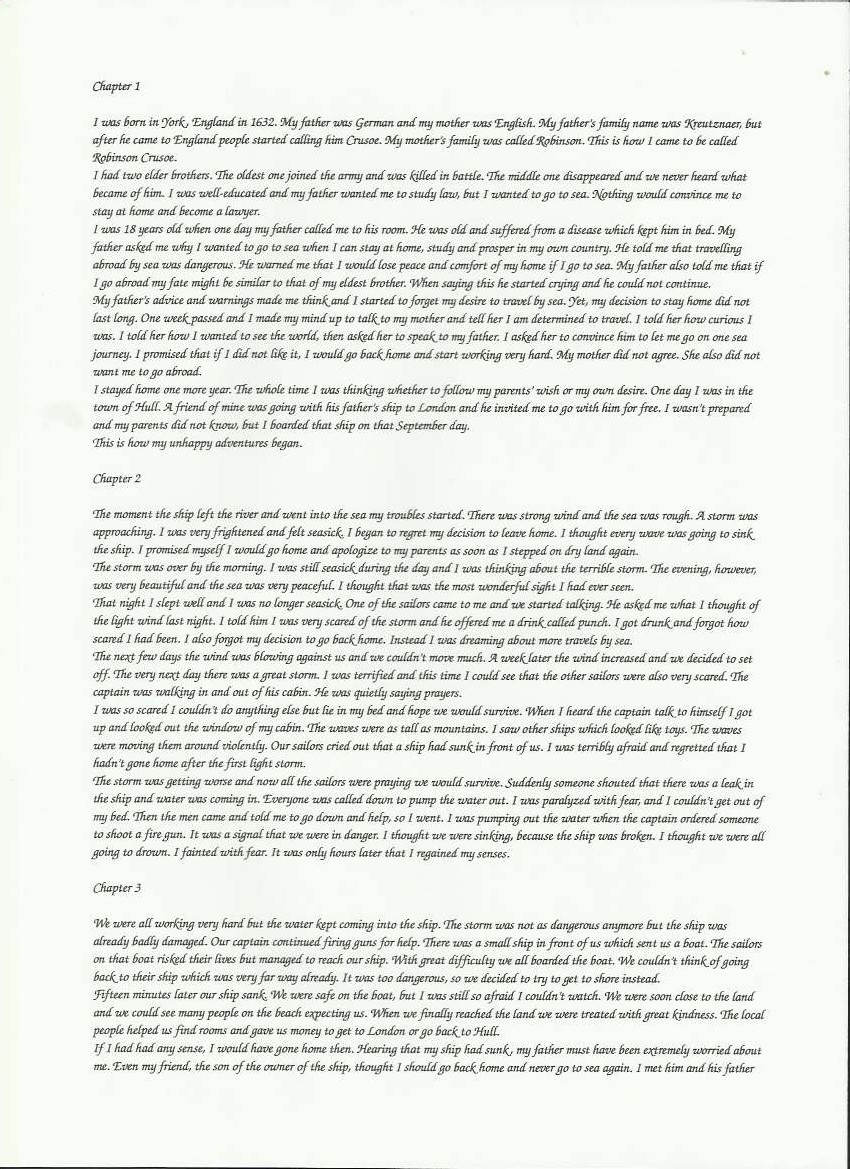 Chapter 1
I was born in York, England in 1632. My father was German and my mother was English. My father's family name was Kreutznaer, but
after he came to England people started calling him Crusoe. My mother's family was called Robinson. This is how I came to be called
Robinson Crusoe.
I had two elder brothers. The oldest one joined the army and was killed in battle. The middle one disappeared and we never heard what
became of him. I was well-educated and my father wanted me to study law, but I wanted to go to sea. Nothing would convince me to
stay at home and become a lawyer.
I was 18 years old when one day my father called me to his room. He was old and suffered from a disease which kept him in bed. My
father asked me why I wanted to go to sea when I can stay at home, study and prosper in my own country. He told me that travelling
abroad by sea was dangerous. He warned me that I would lose peace and comfort of my home if I go to sea. My father also told me that if
I go abroad my fate might be similar to that of my eldest brother. When saying this he started crying and he could not continue.
My father's advice and warnings made me think and I started to forget my desire to travel by sea. Yet, my decision to stay home did not
last long. One week passed and I made my mind up to talk to my mother and tell her I am determined to travel. I told her how curious I
was. I told her how I wanted to see the world, then asked her to speak to my father. I asked her to convince him to let me go on one sea
journey. I promised that if I did not like it, I would go back home and start working very hard. My mother did not agree. She also did not
want me to go abroad.
I stayed home one more year. The whole time I was thinking whether to follow my parents' wish or my own desire. One day I was in the
town of Hull. A friend of mine was going with his father's ship to London and he invited me to go with him for free. I wasn't prepared
and my parents did not know, but I boarded that ship on that September day.
This is how my unhappy adventures began.
Chapter 2
The moment the ship left the river and went into the sea my troubles started. There was strong wind and the sea was rough. A storm was
approaching. I was very frightened and felt seasick. I began to regret my decision to leave home. I thought every wave was going to sink
the ship. I promised myself I would go home and apologize to my parents as soon as I stepped on dry land again.
The storm was over by the morning. I was still seasick during the day and I was thinking about the terrible storm. The evening, however,
was very beautiful and the sea was very peaceful. I thought that was the most wonderful sight I had ever seen.
That night I slept well and I was no longer seasick. One of the sailors came to me and we started talking. He asked me what I thought of
the light wind last night. I told him I was very scared of the storm and he offered me a drink called punch. I got drunk and forgot how
scared I had been. I also forgot my decision to go back home. Instead I was dreaming about more travels by sea.
The next few days the wind was blowing against us and we couldn't move much. A week later the wind increased and we decided to set
off. The very next day there was a great storm. I was terrified and this time I could see that the other sailors were also very scared. The
captain was walking in and out of his cabin. He was quietly saying prayers.
I was so scared I couldn't do anything else but lie in my bed and hope we would survive. When I heard the captain talk to himself I got
up and looked out the window of my cabin. The waves were as tall as mountains. I saw other ships which looked like toys. The waves
were moving them around violently. Our sailors cried out that a ship had sunk in front of us. I was terribly afraid and regretted that I
hadn't gone home after the first light storm.
The storm was getting worse and now all the sailors were praying we would survive. Suddenly someone shouted that there was a leak in
the ship and water was coming in. Everyone was called down to pump the water out. I was paralyzed with fear, and I couldn't get out of
my bed. Then the men came and told me to go down and help, so I went. I was pumping out the water when the captain ordered someone
to shoot a fire gun. It was a signal that we were in danger. I thought we were sinking, because the ship was broken. I thought we were all
going to drown. I fainted with fear. It was only hours later that I regained my senses.
Chapter 3
We were all working very hard but the water kept coming into the ship. The storm was not as dangerous anymore but the ship was
already badly damaged. Our captain continued firing guns for help. There was a small ship in front of us which sent us a boat. The sailors
on that boat risked their lives but managed to reach our ship. With great difficulty we all boarded the boat. We couldn't think of going
back to their ship which was very far way already. It was too dangerous, so we decided to try to get to shore instead.
Fifteen minutes later our ship sank. We were safe on the boat, but I was still so afraid I couldn't watch. We were soon close to the land
and we could see many people on the beach expecting us. When we finally reached the land we were treated with great kindness. The local
people helped us find rooms and gave us money to get to London or go back to Hull.
If I had had any sense, I would have gone home then. Hearing that my ship had sunk, my father must have been extremely worried about
me. Even my friend, the son of the owner of the ship, thought I should go back home and never go to sea again. I met him and his father